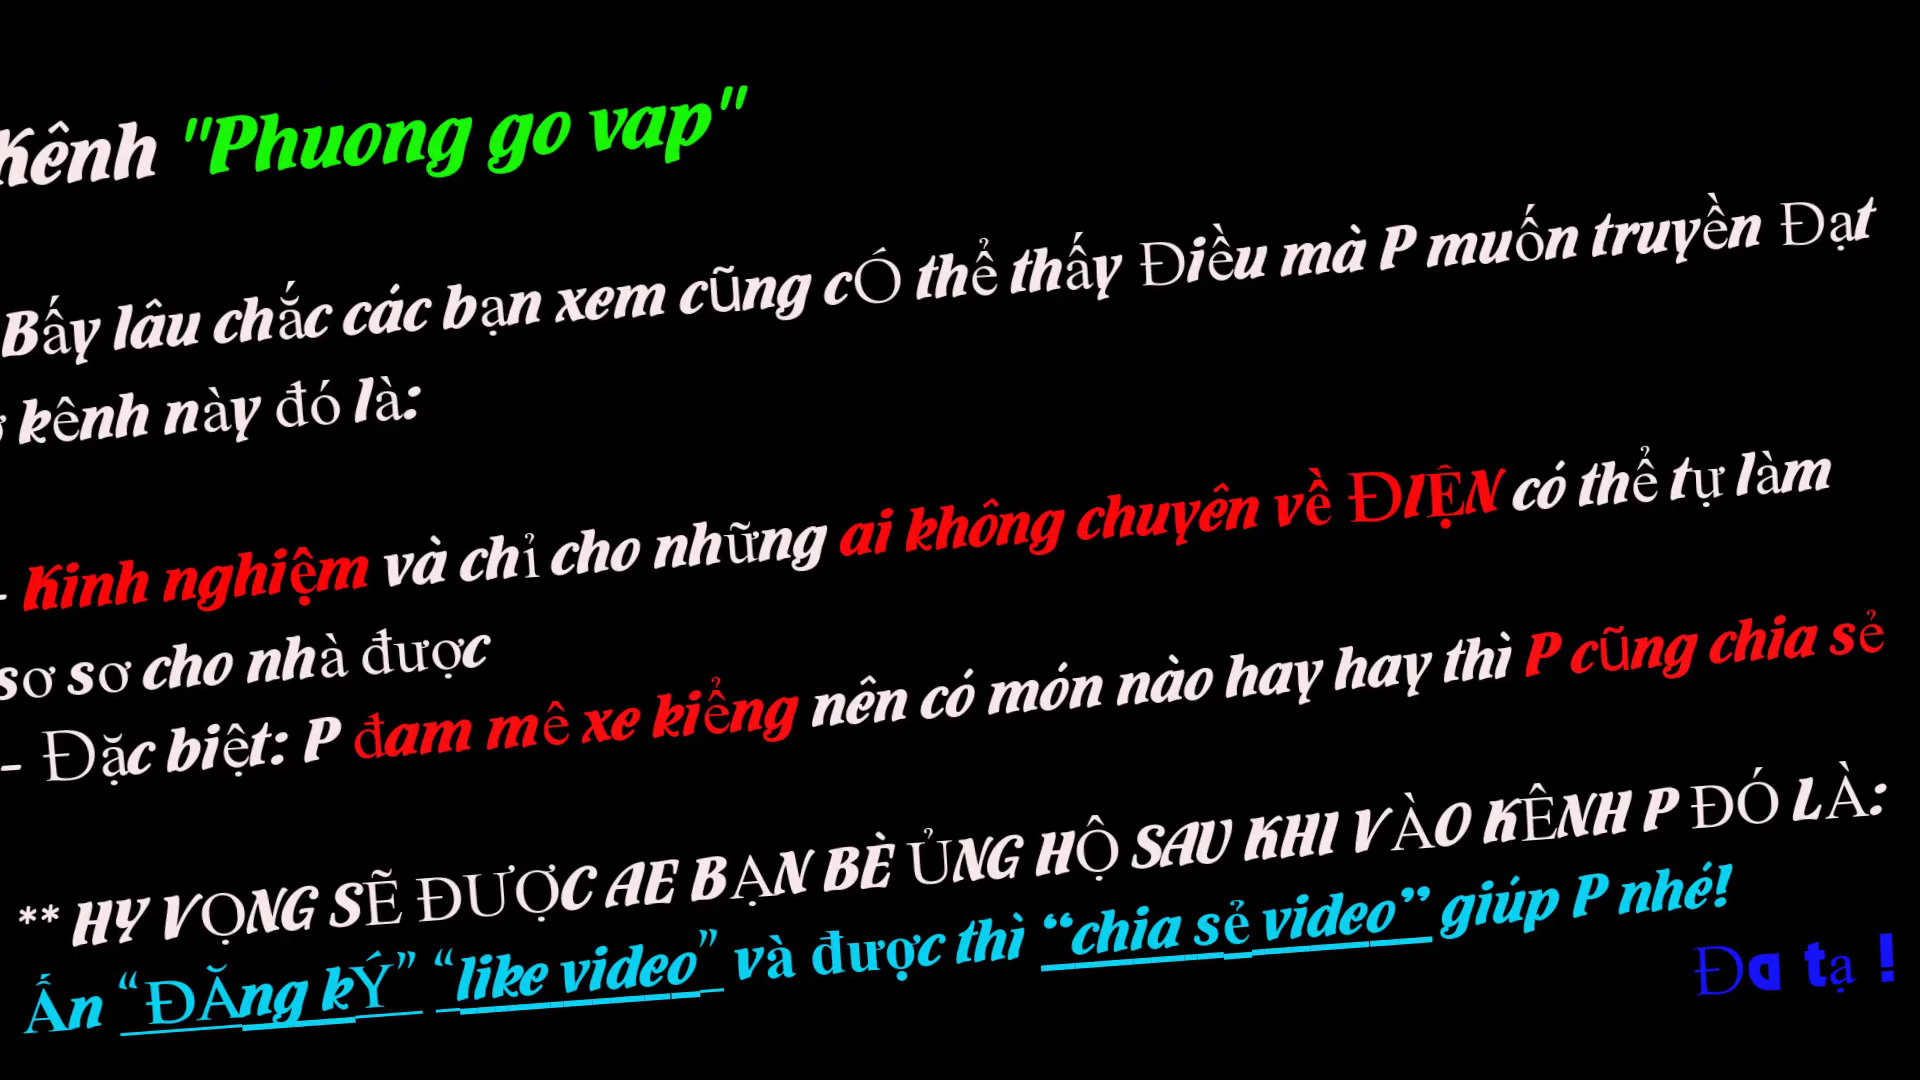 Kênh "Phuong go vap"
Bấy lâu chắc các bạn xem cũng cÓ thể thấy Điều mà P muốn truyền Đạt
kênh này đó là:
- Kinh nghiệm và chỉ cho những ai không chuyên về ĐIỆN có thể tự làm
sơ sơ cho nhà được
- Đặc biệt: P đam mê xe kiểng nên có món nào hay hay thì P cũng chia sẻ
** HY VỌNG SẼ ĐƯỢC AE BẠN BÈ ỦNG HỘ SAU KHI VÀO KÊNH P ĐÓ LÀ:
Ấn “ĐĂng kÝ” “like video” và được thì “chia sẻ video” giúp P nhé!
Đa tạ !